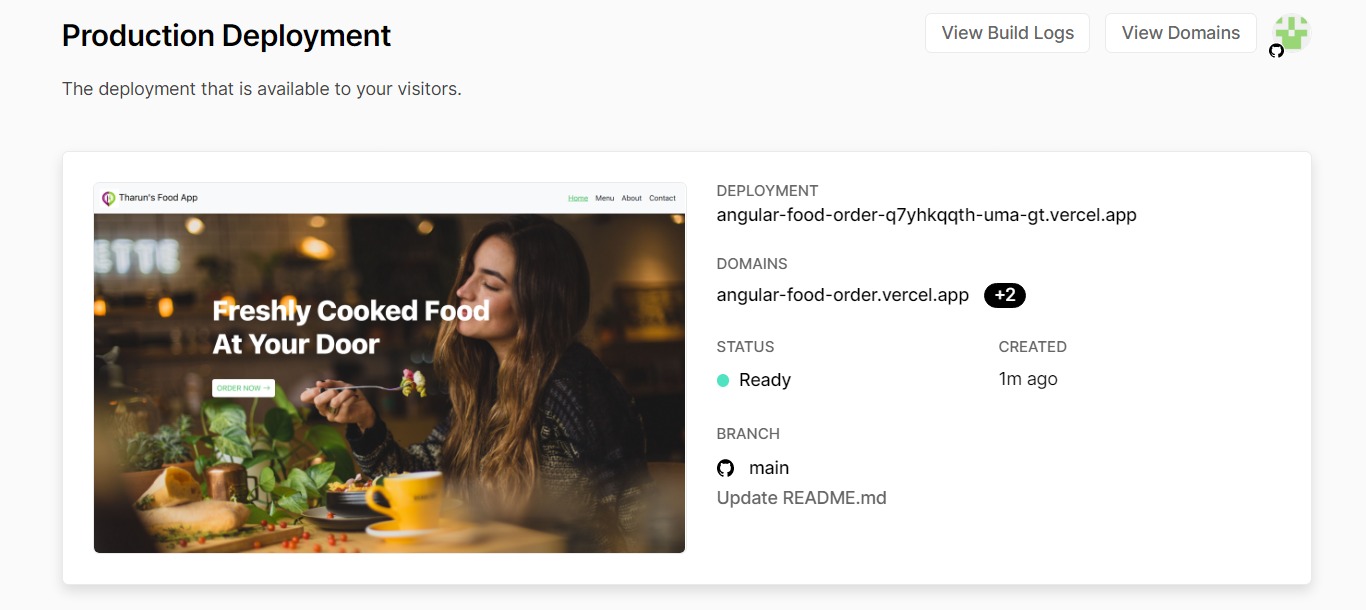 Production Deployment
View Build Logs
View Domains
The deployment that is available to your visitors.
Tharun's Food App
Home Menu About Contact
Freshly Cooked Food
At Your Door
ORDER NOW →
DEPLOYMENT
angular-food-order-q7yhkqqth-uma-gt.vercel.app
DOMAINS
angular-food-order.vercel.app +2
STATUS
Ready
CREATED
1m ago
BRANCH
main
Update README.md